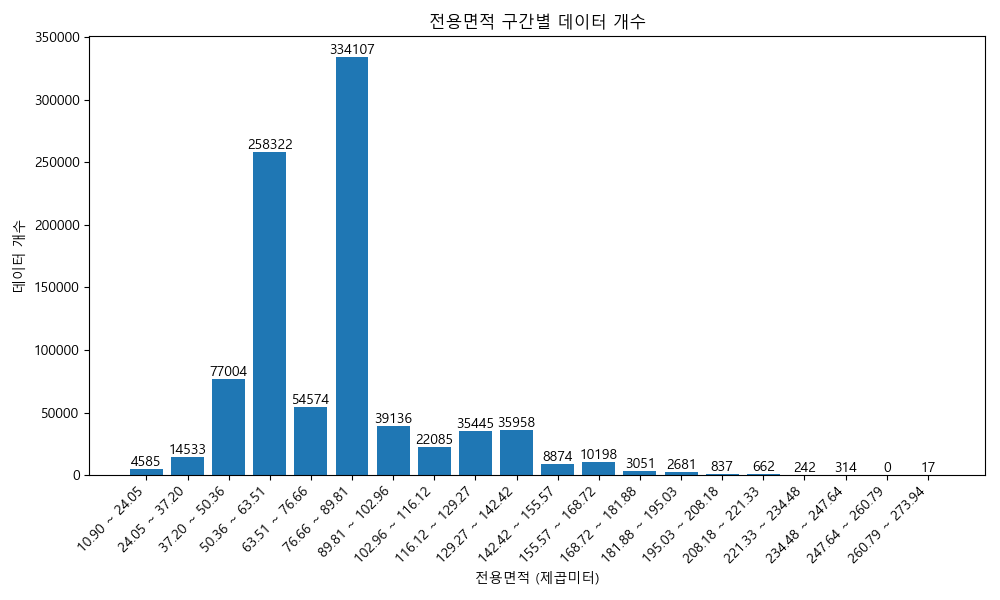 전용면적 구간별 데이터 개수
데이터 개수
350000
300000
250000
200000
150000
100000
50000
0
4585
14533
77004
258322
54574
334107
39136
22085
35445
35958
8874
10198
3051
2681
837
662
242
314
0
17
10.90 ~ 24.05
24.05 ~ 37.20
37.20 ~ 50.36
50.36 ~ 63.51
63.51 ~ 76.66
76.66 ~ 89.81
89.81 ~ 102.96
102.96 ~ 116.12
116.12 ~ 129.27
129.27 ~ 142.42
142.42 ~ 155.57
155.57 ~ 168.72
168.72 ~ 181.88
181.88 ~ 195.03
195.03 ~ 208.18
208.18 ~ 221.33
221.33 ~ 234.48
234.48 ~ 247.64
247.64 ~ 260.79
260.79 ~ 273.94
전용면적 (제곱미터)